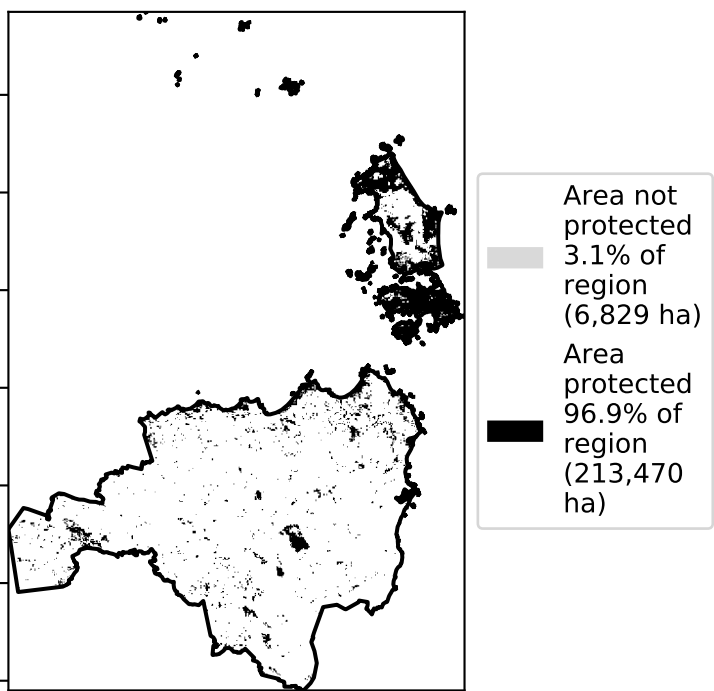 Area not
protected
3.1% of
region
(6,829 ha)
Area
protected
96.9% of
region
(213,470
ha)